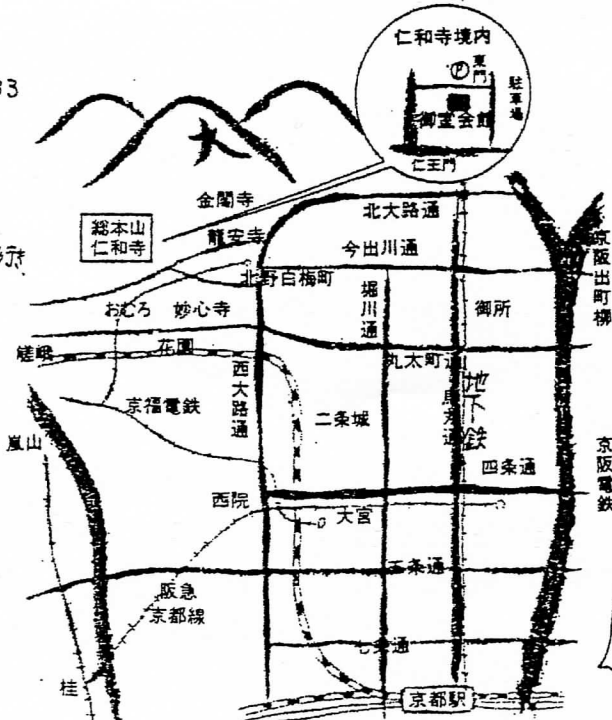 仁和寺境内
P
東門
駐車場
御室会館
仁王門
大
金閣寺
総本山
仁和寺
龍安寺
北大路通
今出川通
北野白梅町
おむろ
妙心寺
堀川通
御所
京阪出町柳
嵯峨
花園
西大路通
丸太町通
烏丸通
地下鉄
京福電鉄
二条城
嵐山
四条通
京阪電鉄
西院
大宮
五条通
阪急
京都線
七条通
桂
京都駅